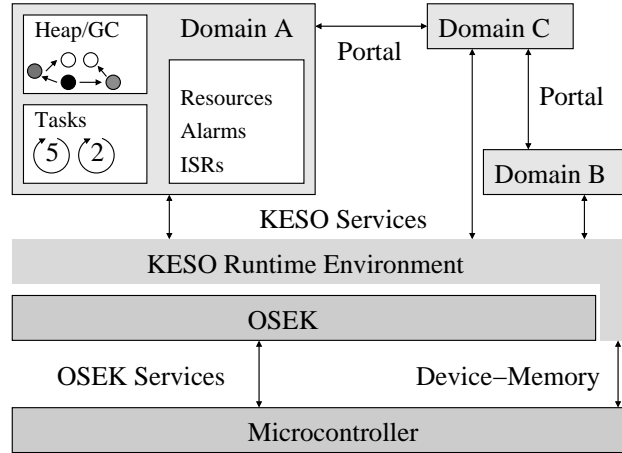 Heap/GC
Domain A
Portal
Domain C
Resources
Alarms
ISRs
Tasks
5 2
Portal
Domain B
KESO Services
KESO Runtime Environment
OSEK
OSEK Services
Device−Memory
Microcontroller